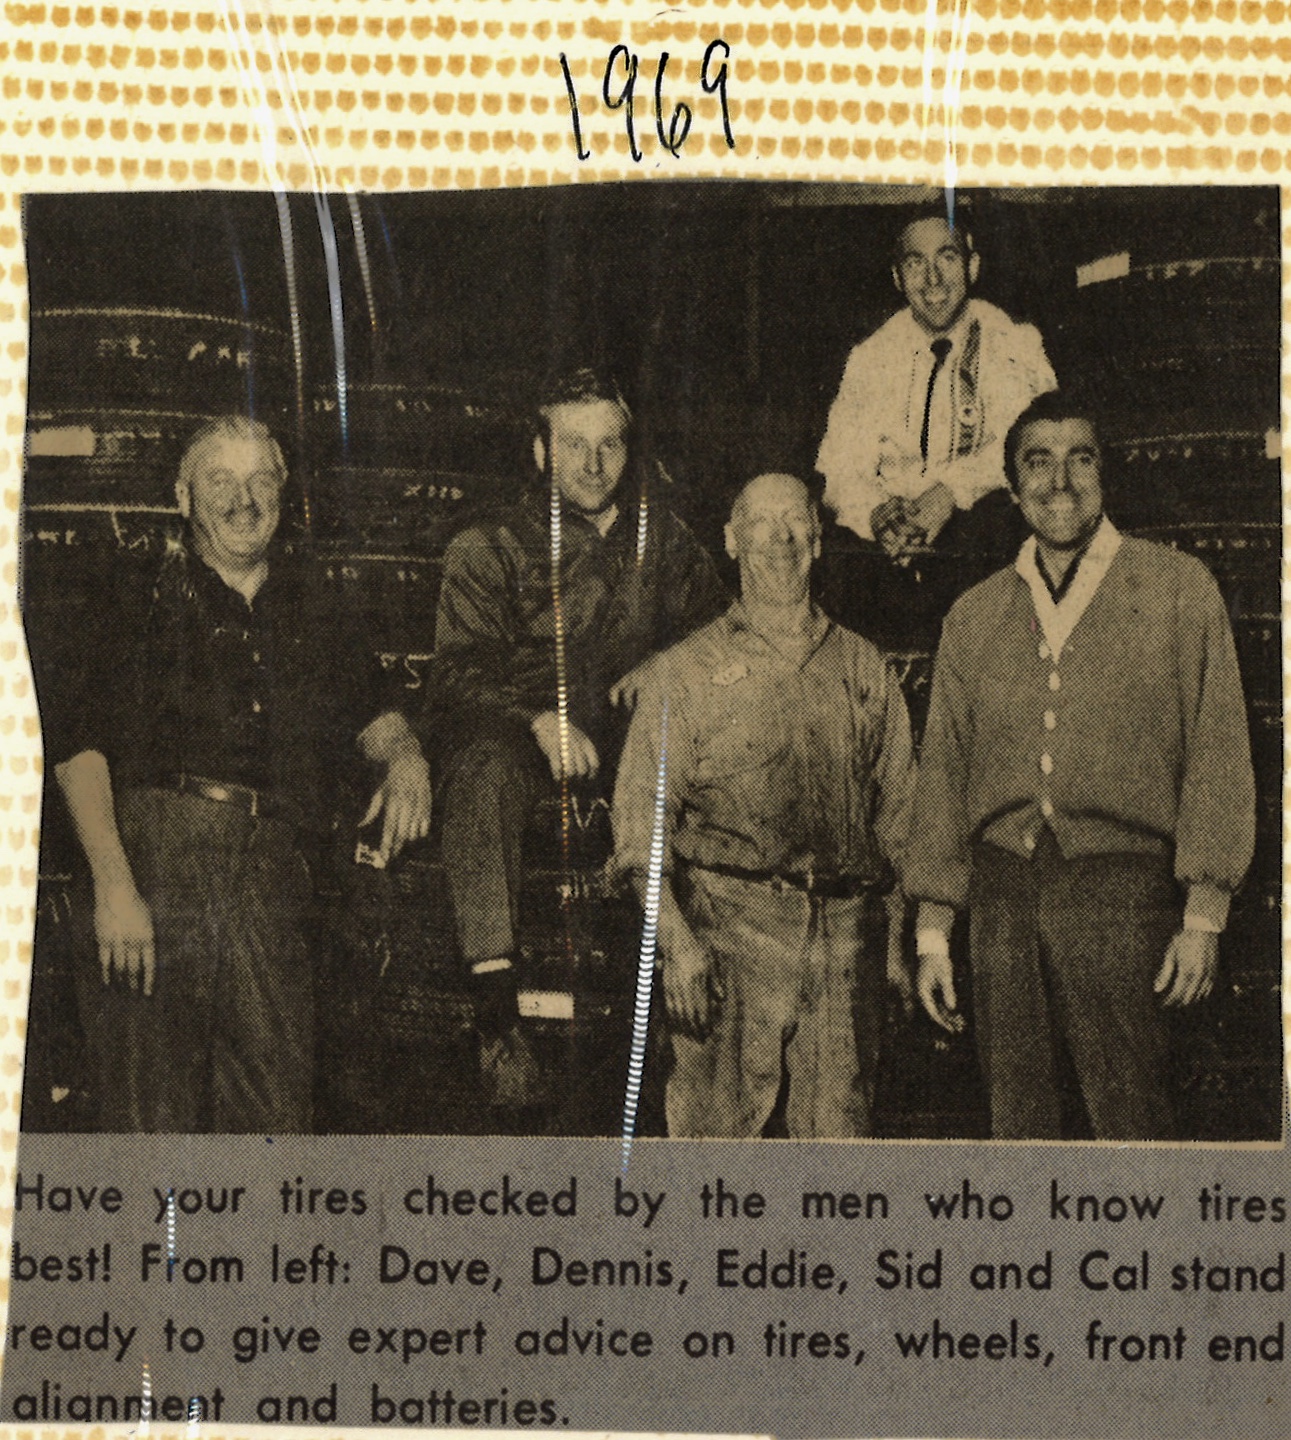 1969
Have your tires checked by the men who know tires
best! From left: Dave, Dennis, Eddie, Sid and Cal stand
ready to give expert advice on tires, wheels, front end
alignment and batteries.